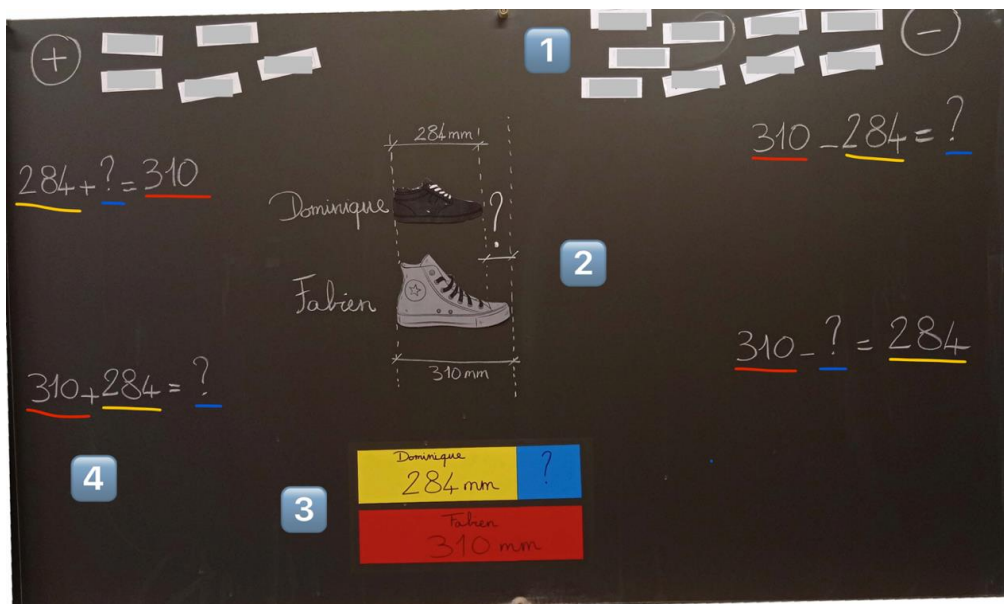 +
1
-
284 + ? = 310
310 - 284 = ?
284 mm
Dominique
?
2
Fabien
310 mm
310 + 284 = ?
310 - ? = 284
4
3
Dominique
284 mm
?
Fabien
310 mm